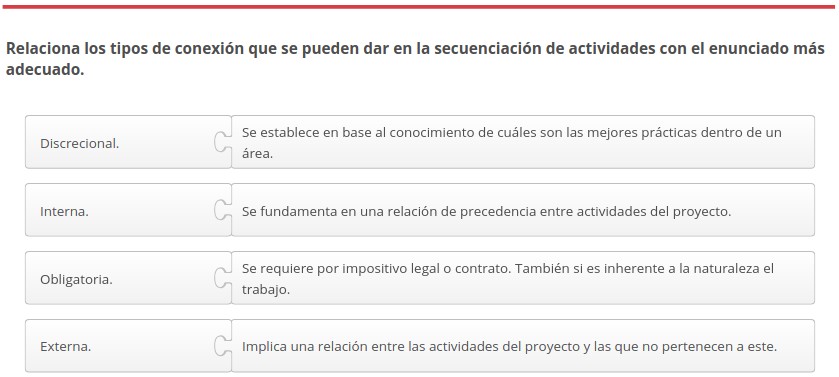 Relaciona los tipos de conexión que se pueden dar en la secuenciación de actividades con el enunciado más
adecuado.
Discrecional.
Se establece en base al conocimiento de cuáles son las mejores prácticas dentro de un
área.
Interna.
Se fundamenta en una relación de precedencia entre actividades del proyecto.
Obligatoria.
Se requiere por impositivo legal o contrato. También si es inherente a la naturaleza el
trabajo.
Externa.
Implica una relación entre las actividades del proyecto y las que no pertenecen a este.